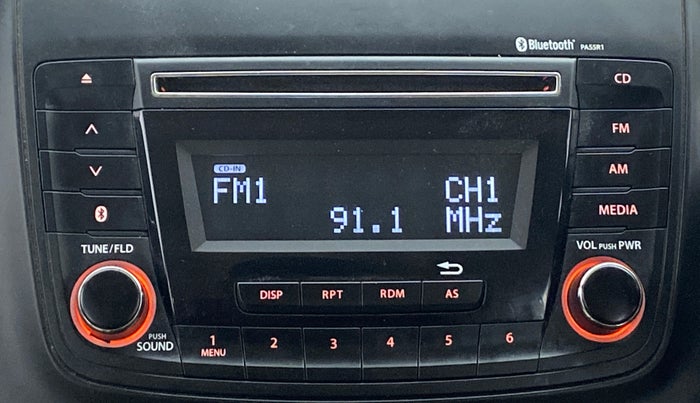 Bluetooth® PA5SR1
CD
FM
AM
MEDIA
CD-IN
FM1 CH1
91.1 MHz
TUNE/FLD
VOL PUSH PWR
DISP RPT RDM AS
PUSH
SOUND
1 2 3 4 5 6
MENU